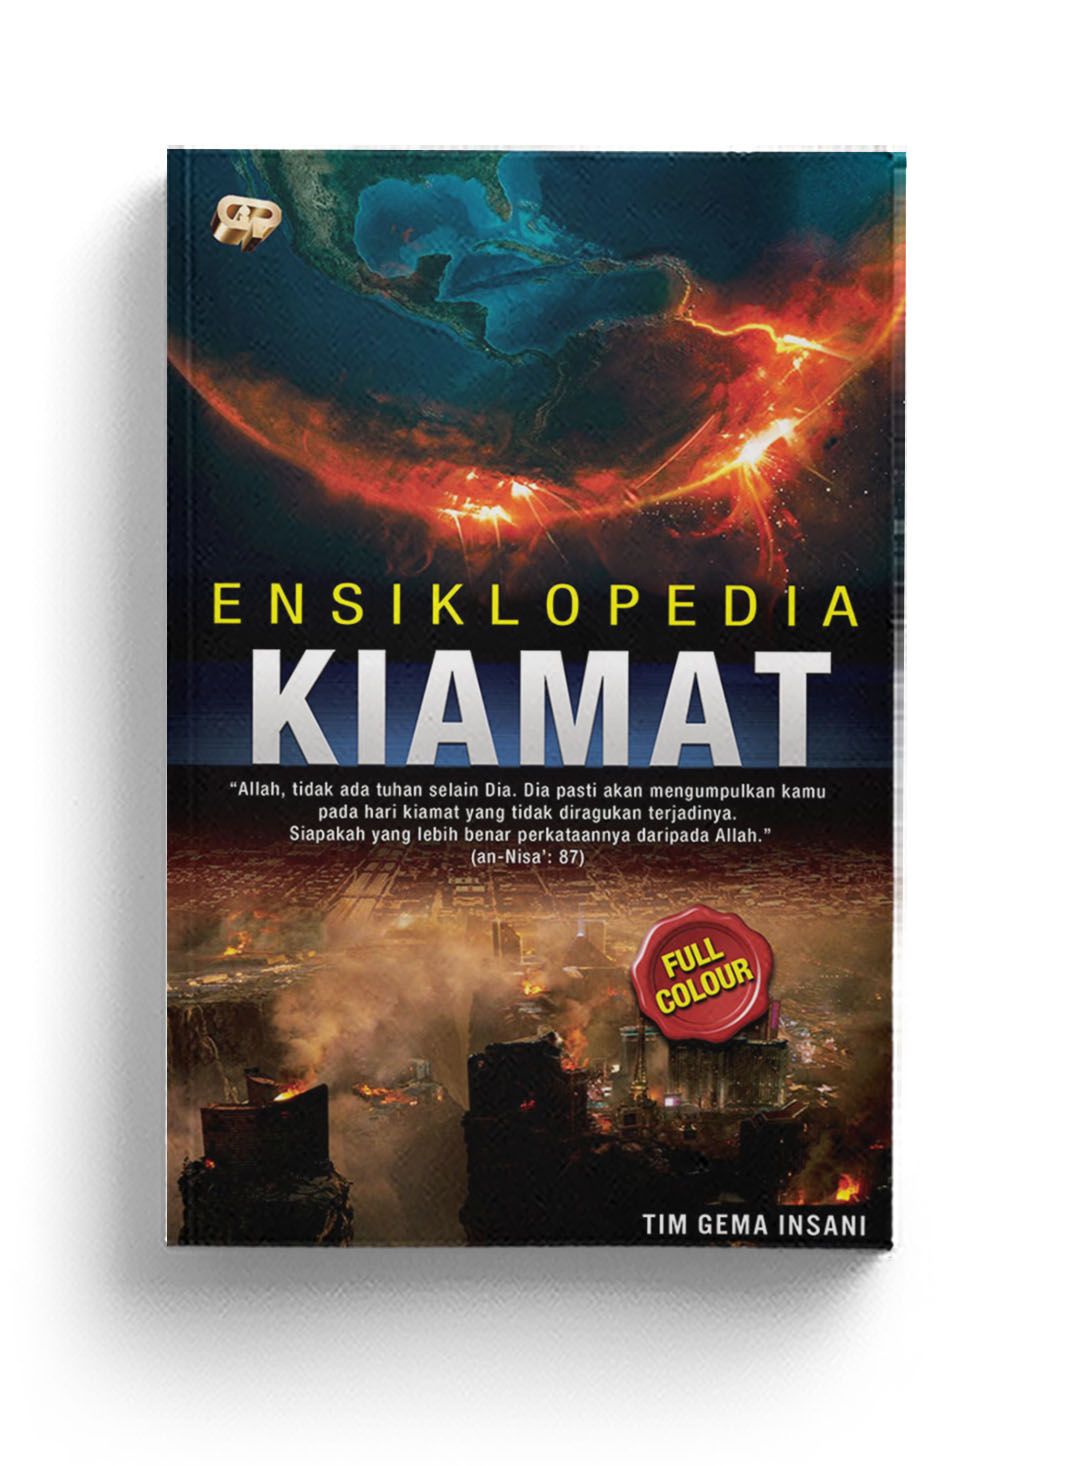 ENSIKLOPEDIA
KIAMAT
“Allah, tidak ada tuhan selain Dia. Dia pasti akan mengumpulkan kamu
pada hari kiamat yang tidak diragukan terjadinya.
Siapakah yang lebih benar perkataannya daripada Allah.”
(an-Nisa’: 87)
FULL
COLOUR
TIM GEMA INSANI